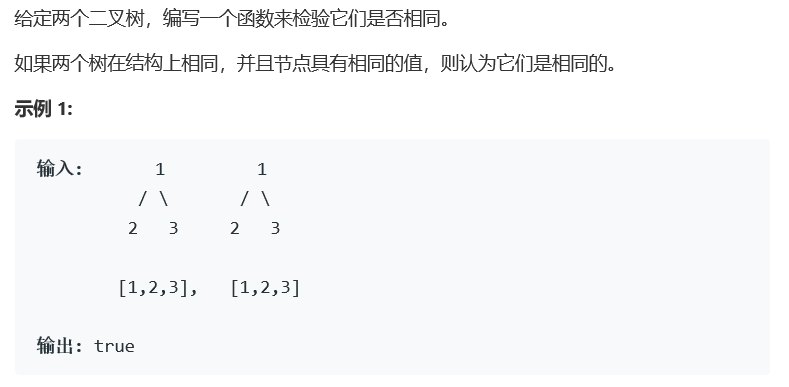 给定两个二叉树，编写一个函数来检验它们是否相同。
如果两个树在结构上相同，并且节点具有相同的值，则认为它们是相同的。
示例 1:
输入:       1         1
          / \       / \
         2   3     2   3
        [1,2,3],   [1,2,3]
输出: true